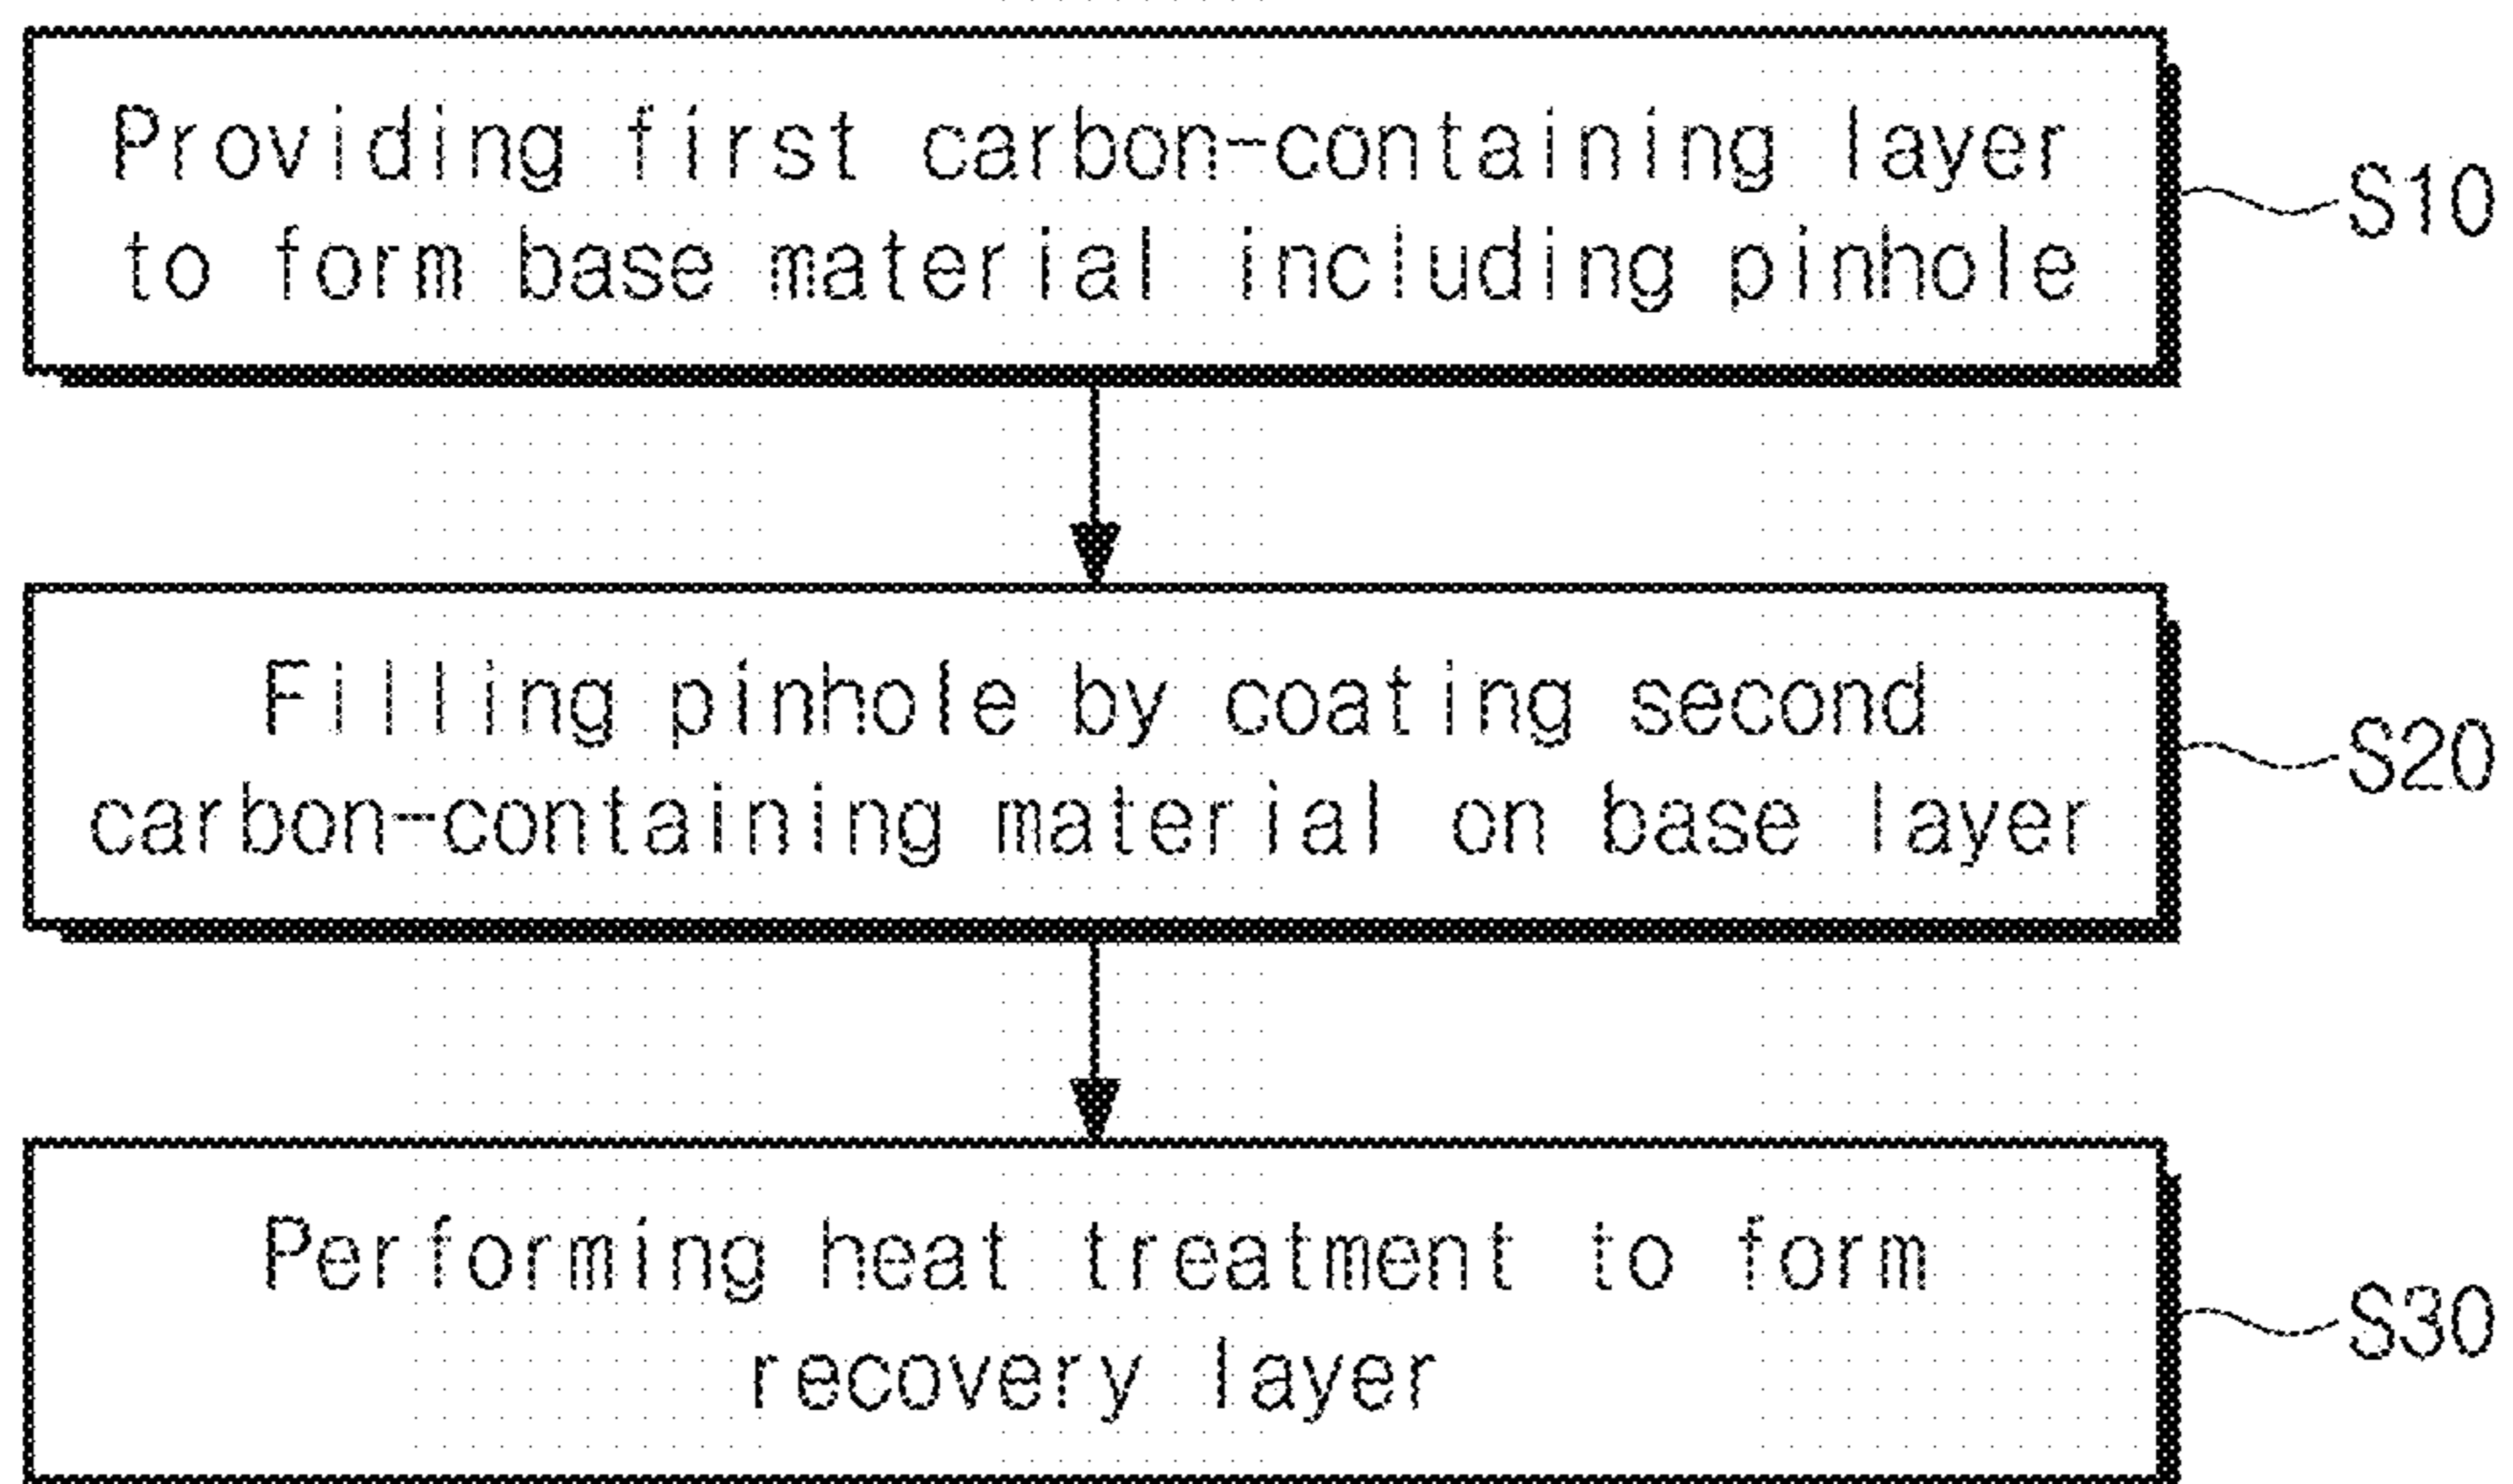 Providing first carbon-containing layer
to form base material including pinhole
S10
Filling pinhole by coating second
carbon-containing material on base layer
S20
Performing heat treatment to form
recovery layer
S30